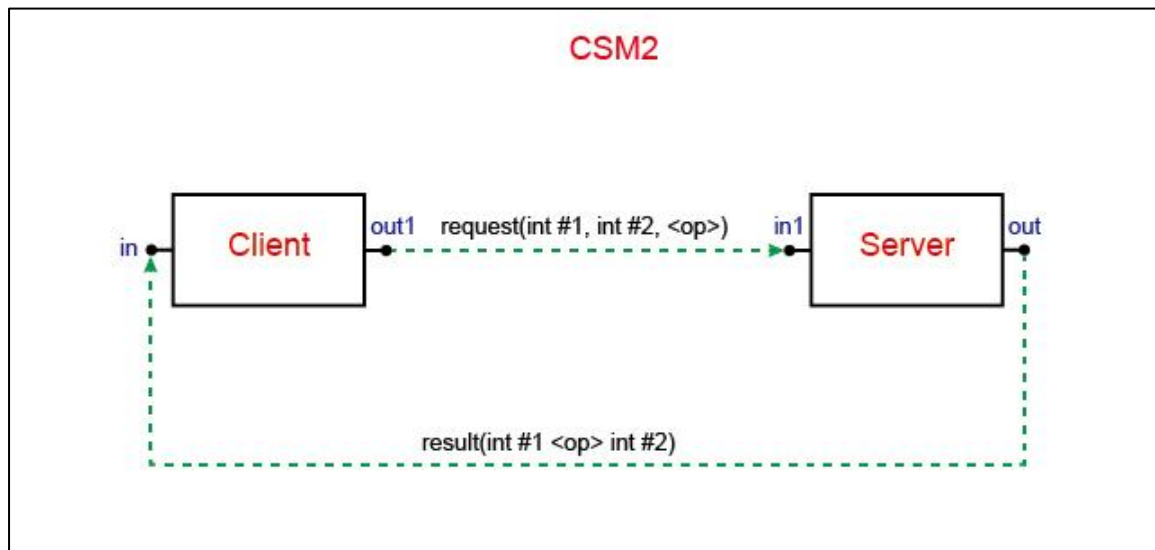 CSM2
in
Client
out1
request(int #1, int #2, <op>)
in1
Server
out
result(int #1 <op> int #2)